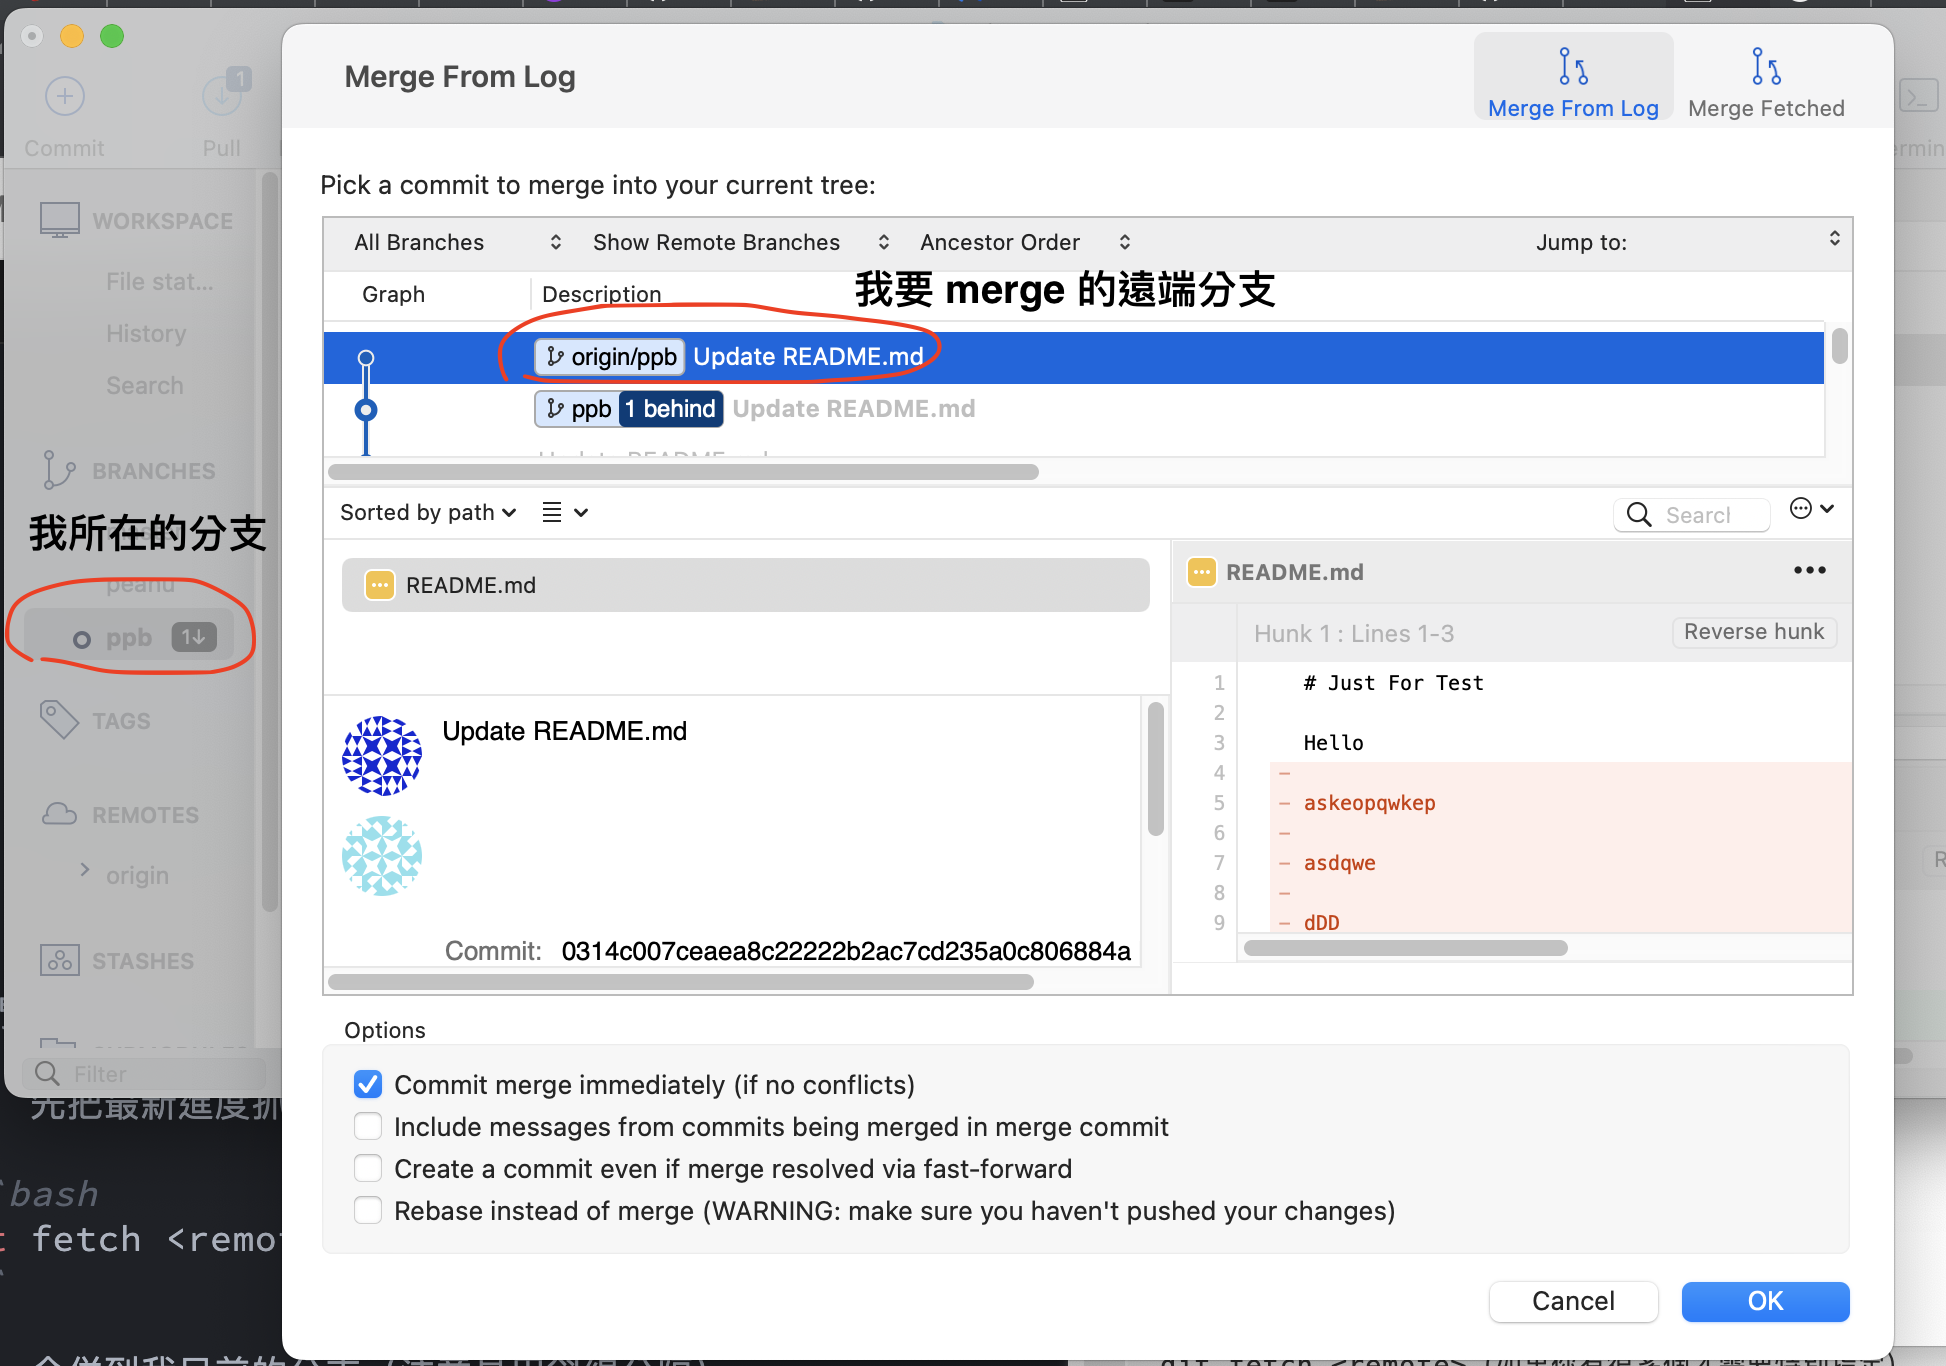 Merge From Log
Merge From Log
Merge Fetched
1
Commit
Pull
Pick a commit to merge into your current tree:
WORKSPACE
File stat...
History
Search
BRANCHES
我所在的分支
ppb 1↓
TAGS
REMOTES
origin
STASHES
Filter
All Branches
Show Remote Branches
Ancestor Order
Jump to:
Graph
Description
我要 merge 的遠端分支
origin/ppb Update README.md
ppb 1 behind Update README.md
Update README.md
Sorted by path
Search
README.md
README.md
Hunk 1 : Lines 1-3
Reverse hunk
1 # Just For Test
2
3 Hello
4 -
5 - askeopqwkep
6 -
7 - asdqwe
8 -
9 - dDD
Update README.md
Commit: 0314c007ceaea8c22222b2ac7cd235a0c806884a
Options
Commit merge immediately (if no conflicts)
Include messages from commits being merged in merge commit
Create a commit even if merge resolved via fast-forward
Rebase instead of merge (WARNING: make sure you haven't pushed your changes)
Cancel
OK
先把最新進度抓
bash
fetch
git fetch <remote>